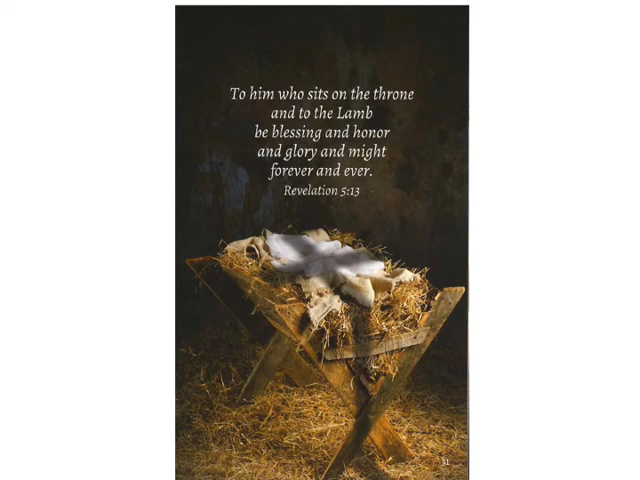 To him who sits on the throne
and to the Lamb
be blessing and honor
and glory and might
forever and ever.
Revelation 5:13
31